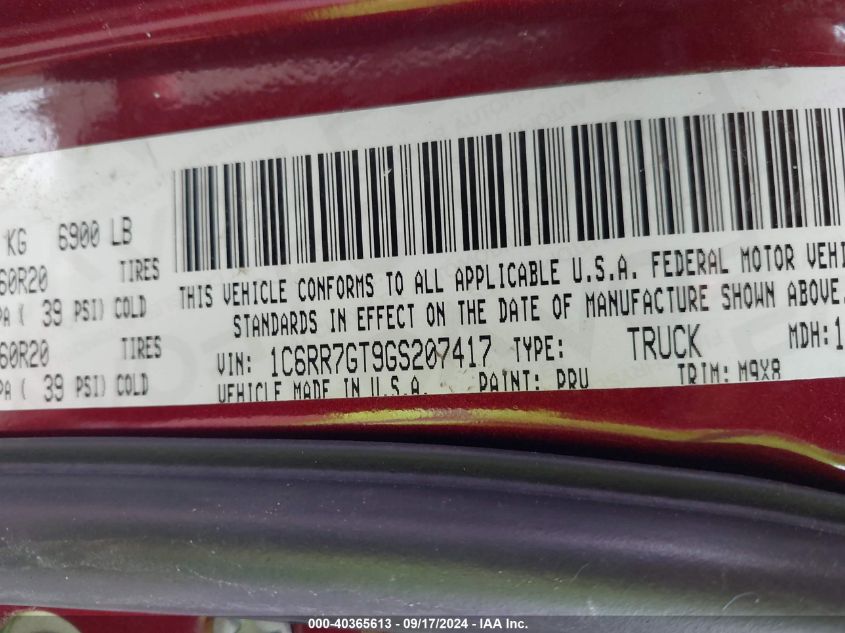 KG 6900 LB
60R20 TIRES
PA ( 39 PSI) COLD
60R20 TIRES
PA ( 39 PSI) COLD
THIS VEHICLE CONFORMS TO ALL APPLICABLE U.S.A. FEDERAL MOTOR VEHI
STANDARDS IN EFFECT ON THE DATE OF MANUFACTURE SHOWN ABOVE.
VIN: 1C6RR7GT9GS207417 TYPE: TRUCK MDH:1
VEHICLE MADE IN U.S.A. PAINT: PRU TRIM: M9X8
000-40365613 - 09/17/2024 - IAA Inc.